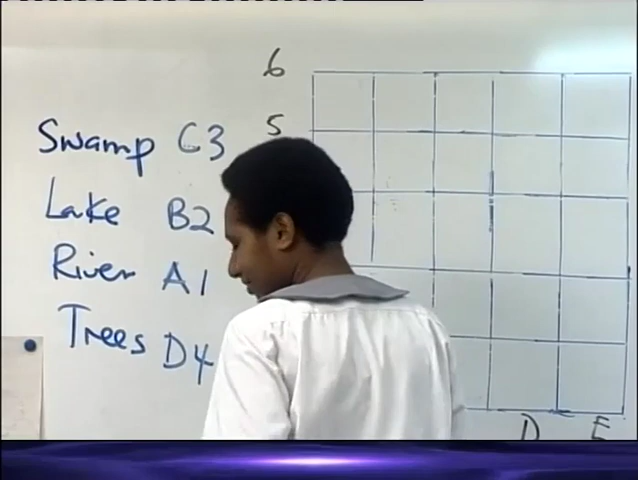 Swamp C3
Lake B2
River A1
Trees D4
6
5
D E